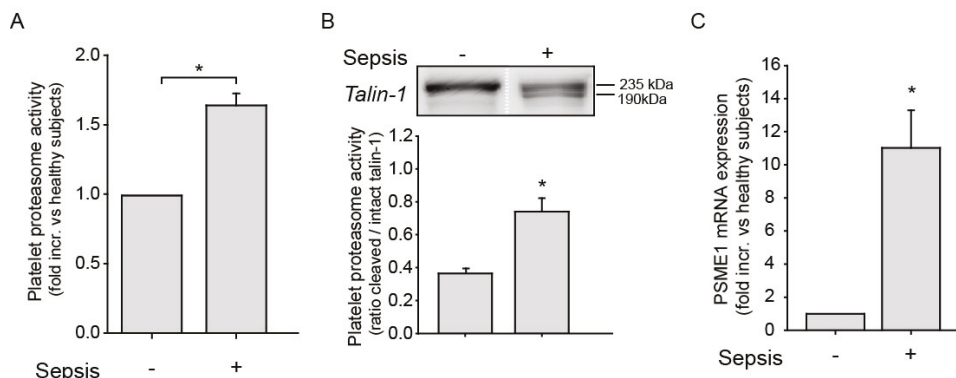 A
Platelet proteasome activity
(fold incr. vs healthy subjects)
2.0
1.5
1.0
0.5
0.0
*
Sepsis - +
B
Sepsis - +
Talin-1
235 kDa
190kDa
Platelet proteasome activity
(ratio cleaved / intact talin-1)
1.2
1.0
0.8
0.6
0.4
0.2
0.0
*
C
PSME1 mRNA expression
(fold incr. vs healthy subjects)
16
14
12
10
8
6
4
2
0
*
Sepsis - +